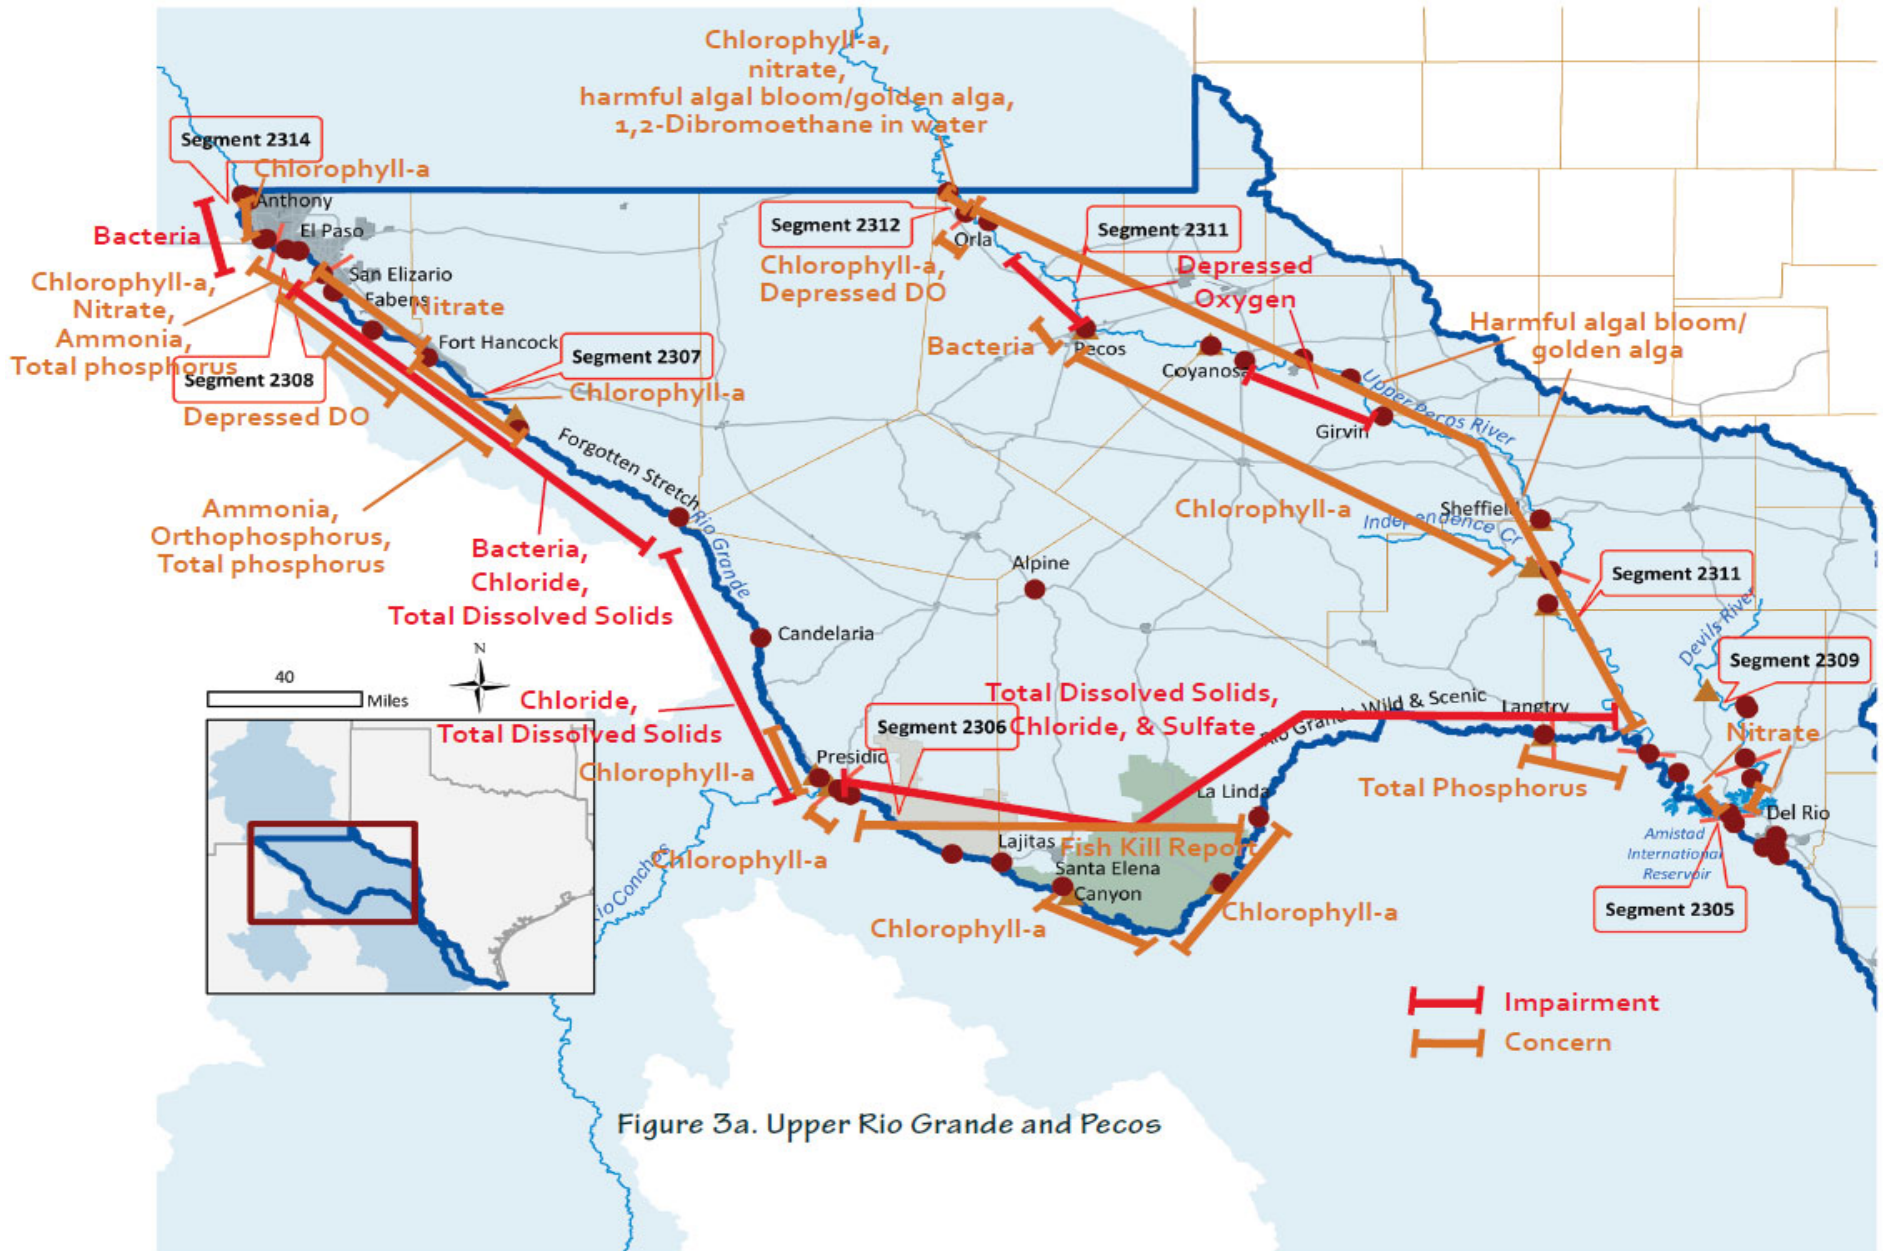 Chlorophyll-a,
nitrate,
harmful algal bloom/golden alga,
1,2-Dibromoethane in water
Segment 2314
Chlorophyll-a
Anthony
El Paso
Bacteria
San Elizario
Fabens
Nitrate
Chlorophyll-a,
Nitrate,
Ammonia,
Total phosphorus
Fort Hancock
Segment 2307
Segment 2308
Chlorophyll-a
Depressed DO
Forgotten Stretch
Rio Grande
Ammonia,
Orthophosphorus,
Total phosphorus
Bacteria,
Chloride,
Total Dissolved Solids
Segment 2312
Orla
Chlorophyll-a,
Depressed DO
Segment 2311
Depressed
Oxygen
Harmful algal bloom/
golden alga
Bacteria
Pecos
Coyanosa
Upper Pecos River
Girvin
Chlorophyll-a
Sheffield
Independence Cr
Alpine
Segment 2311
Devils River
Segment 2309
Candelaria
N
40
Miles
Chloride,
Total Dissolved Solids
Total Dissolved Solids,
Chloride, & Sulfate
Segment 2306
Rio Grande Wild & Scenic
Langtry
Nitrate
Presidio
Chlorophyll-a
Total Phosphorus
La Linda
Del Rio
Amistad
International
Reservoir
Lajitas
Fish Kill Report
Santa Elena
Canyon
Chlorophyll-a
Rio Conchos
Chlorophyll-a
Chlorophyll-a
Segment 2305
Impairment
Concern
Figure 3a. Upper Rio Grande and Pecos